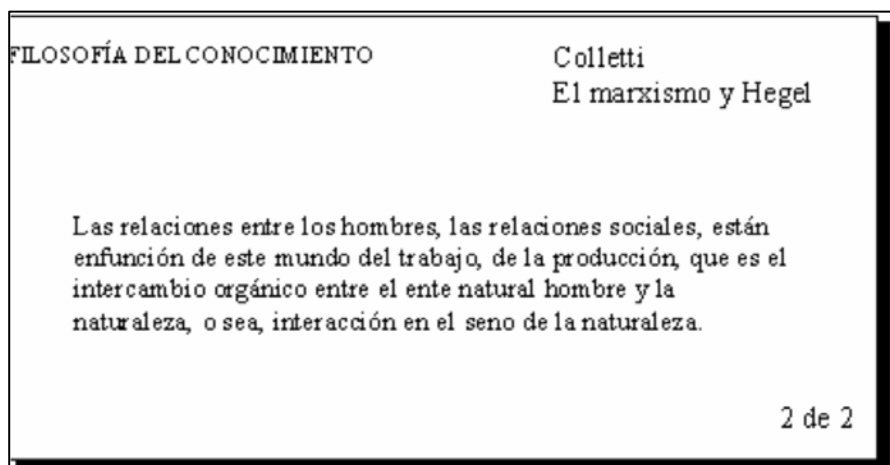 FILOSOFÍA DEL CONOCIMIENTO
Colletti
El marxismo y Hegel
Las relaciones entre los hombres, las relaciones sociales, están
enfunción de este mundo del trabajo, de la producción, que es el
intercambio orgánico entre el ente natural hombre y la
naturaleza, o sea, interacción en el seno de la naturaleza.
2 de 2